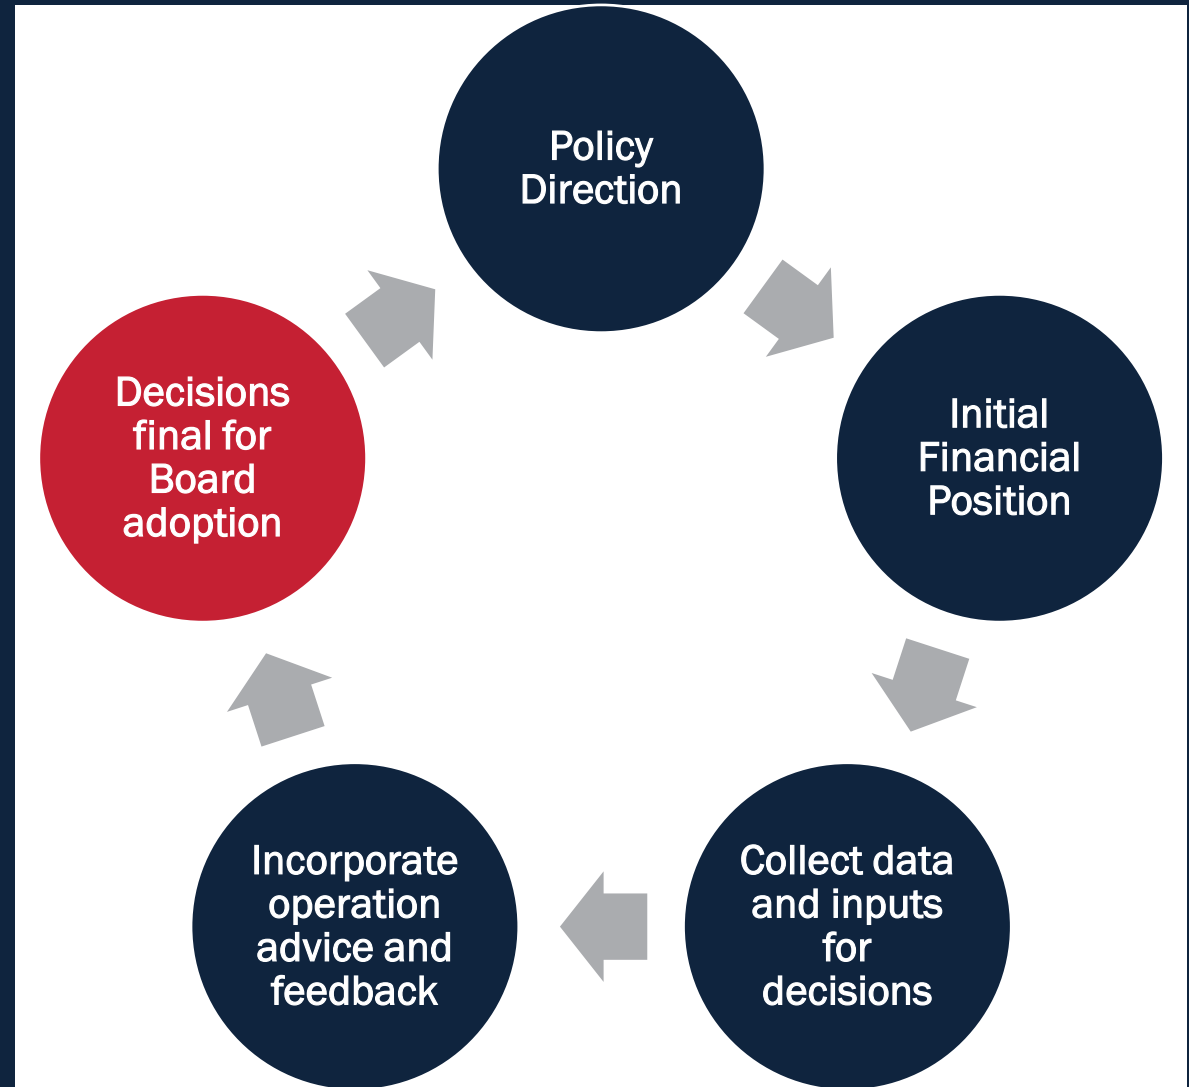 Policy
Direction
Initial
Financial
Position
Collect data
and inputs
for
decisions
Incorporate
operation
advice and
feedback
Decisions
final for
Board
adoption